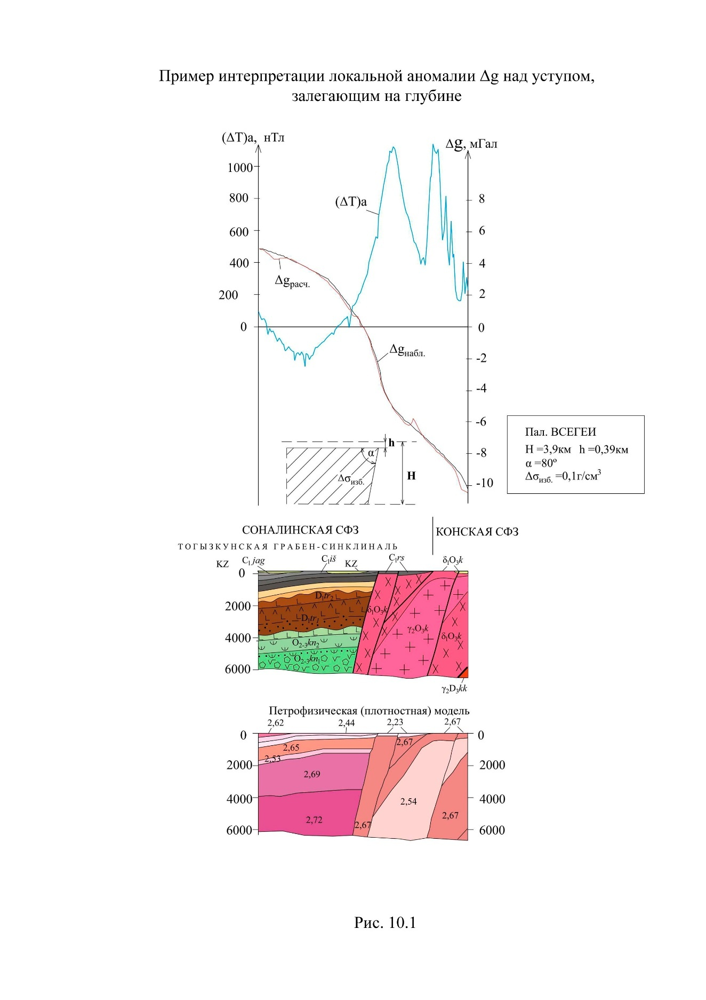 Пример интерпретации локальной аномалии Δg над уступом,
залегающим на глубине
(ΔT)a, нТл
Δg, мГал
1000
800
600
400
200
0
8
6
4
2
0
-2
-4
-6
-8
-10
(ΔT)a
Δgрасч.
Δgнабл.
h
α
Δσизб.
H
Пал. ВСЕГЕИ
H =3,9км h =0,39км
α =80º
Δσизб. =0,1г/см³
СОНАЛИНСКАЯ СФЗ
КОНСКАЯ СФЗ
ТОГЫЗКУНСКАЯ ГРАБЕН-СИНКЛИНАЛЬ
KZ C₁jag C₁iš KZ C₁rs δ₁O₃k
0
2000
4000
6000
D₁tr₂
D₁tr₁
O₂₋₃kn₂
O₂₋₃kn₁
δ₁O₃k
γ₂O₃k
δ₁O₃k
γ₂D₃kk
Петрофизическая (плотностная) модель
2,62 2,44 2,23 2,67
0
2000
4000
6000
2,65
2,53
2,69
2,72
2,67
2,67
2,54
2,67
0
2000
4000
6000
Рис. 10.1